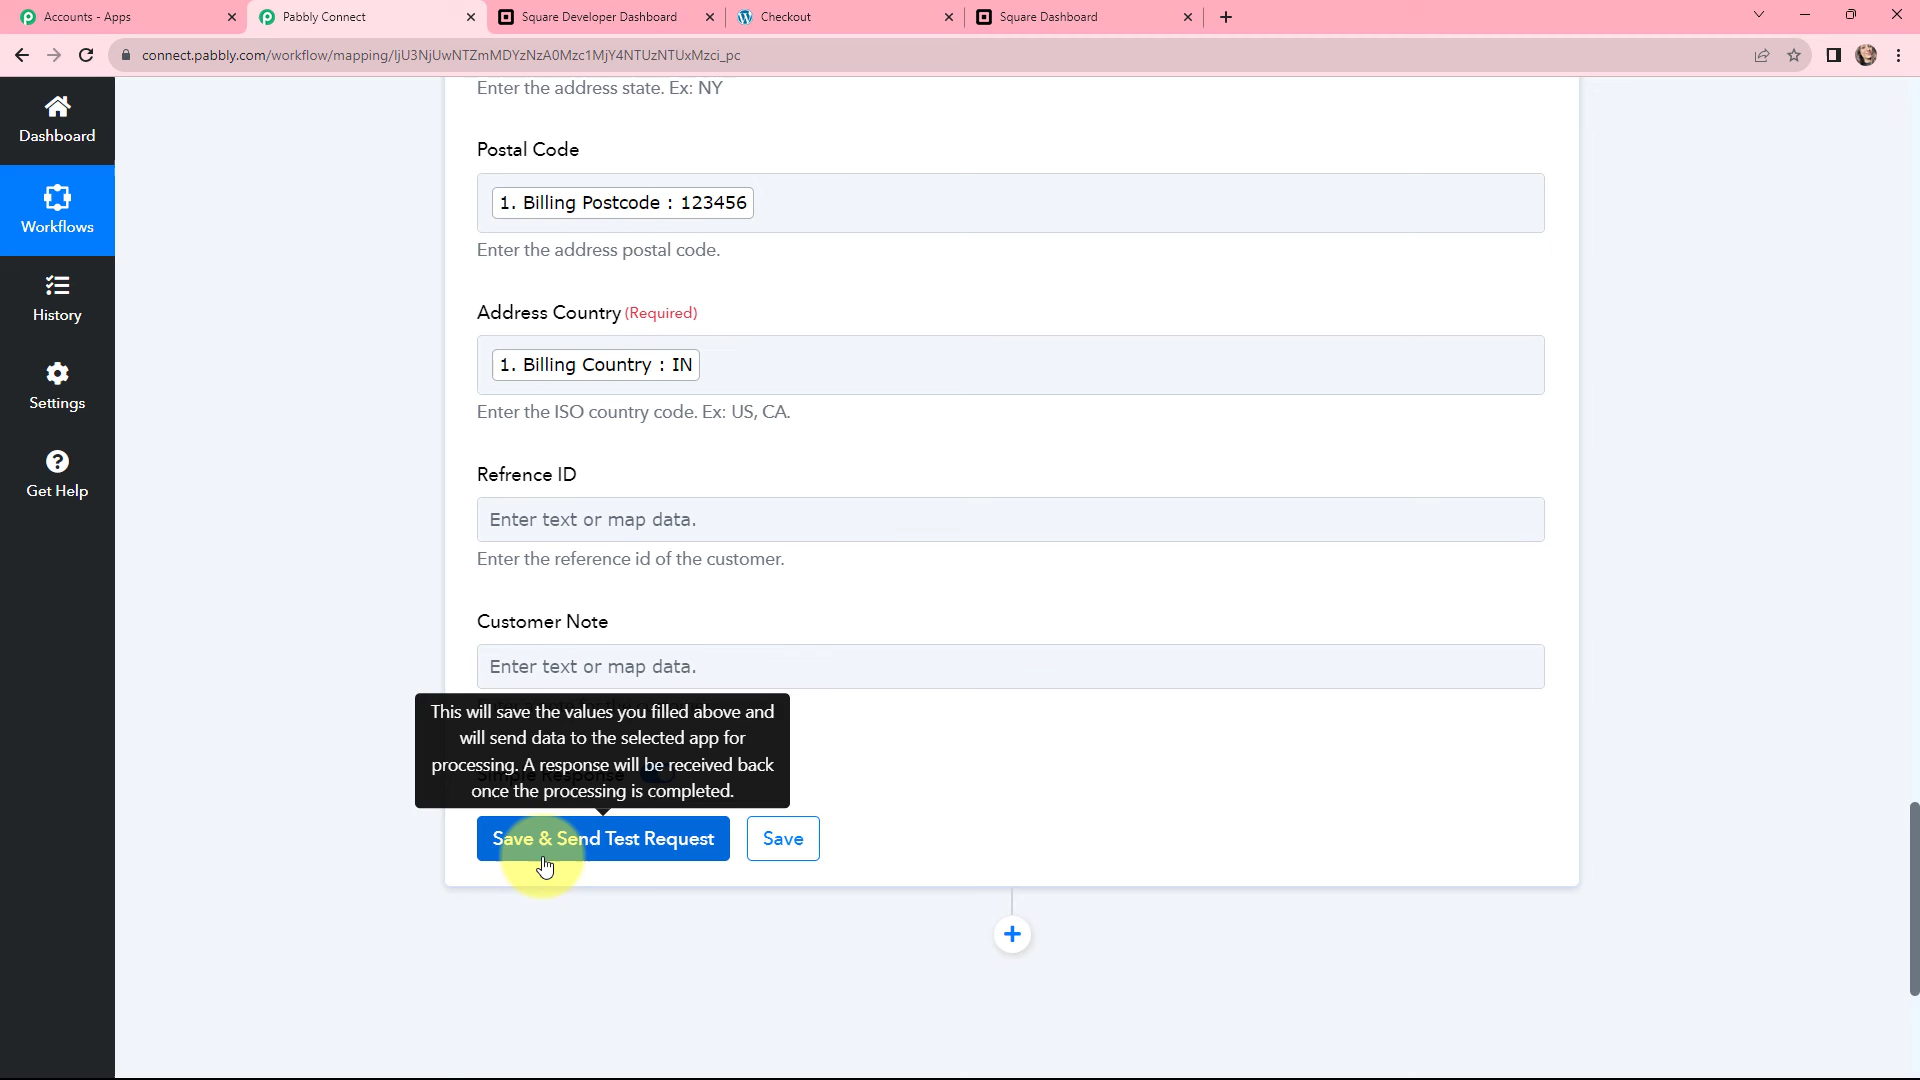 Accounts - Apps
Pabbly Connect
Square Developer Dashboard
Checkout
Square Dashboard
connect.pabbly.com/workflow/mapping/IjU3NjUwNTZmMDYzNzA0Mzc1MjY4NTUzNTUxMzci_pc
Dashboard
Workflows
History
Settings
Get Help
Enter the address state. Ex: NY
Postal Code
1. Billing Postcode : 123456
Enter the address postal code.
Address Country (Required)
1. Billing Country : IN
Enter the ISO country code. Ex: US, CA.
Refrence ID
Enter text or map data.
Enter the reference id of the customer.
Customer Note
Enter text or map data.
This will save the values you filled above and
will send data to the selected app for
processing. A response will be received back
once the processing is completed.
Simple Response
Save & Send Test Request
Save